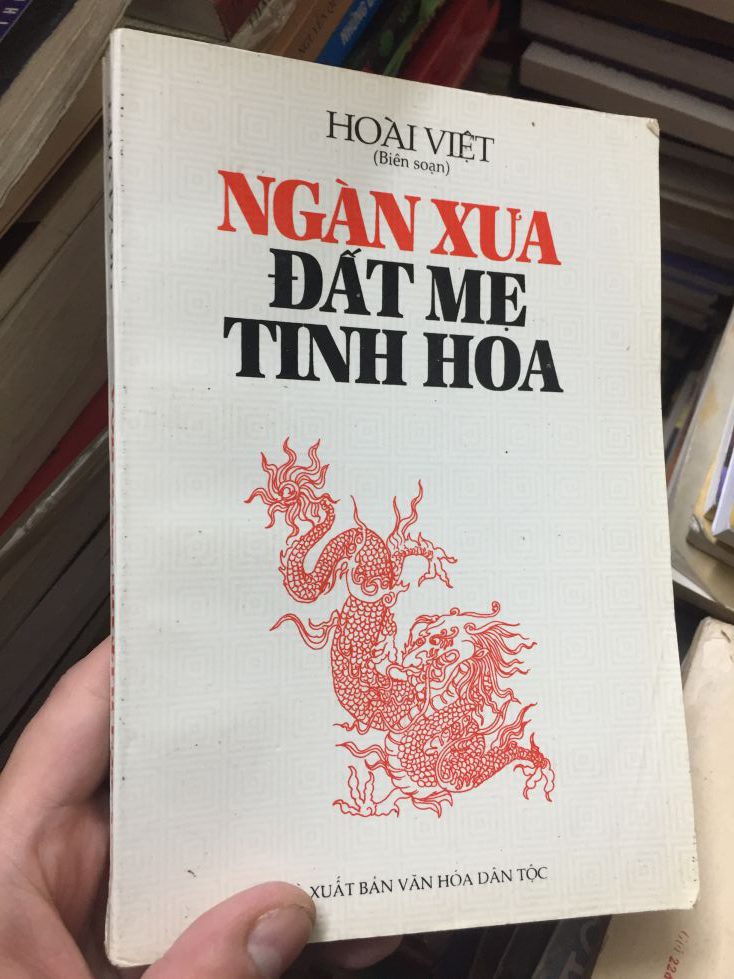 HOÀI VIỆT
(Biên soạn)
NGÀN XƯA
ĐẤT MẸ
TINH HOA
XUẤT BẢN VĂN HÓA DÂN TỘC